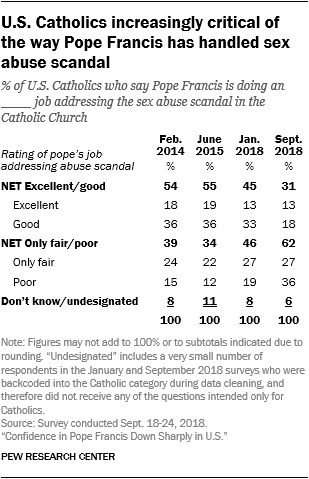 U.S. Catholics increasingly critical of
the way Pope Francis has handled sex
abuse scandal
% of U.S. Catholics who say Pope Francis is doing an
____ job addressing the sex abuse scandal in the
Catholic Church
Rating of pope's job
addressing abuse scandal
Feb. 2014 June 2015 Jan. 2018 Sept. 2018
% % % %
NET Excellent/good 54 55 45 31
Excellent 18 19 13 13
Good 36 36 33 18
NET Only fair/poor 39 34 46 62
Only fair 24 22 27 27
Poor 15 12 19 36
Don't know/undesignated 8 11 8 6
100 100 100 100
Note: Figures may not add to 100% or to subtotals indicated due to
rounding. “Undesignated” includes a very small number of
respondents in the January and September 2018 surveys who were
backcoded into the Catholic category during data cleaning, and
therefore did not receive any of the questions intended only for
Catholics.
Source: Survey conducted Sept. 18-24, 2018.
“Confidence in Pope Francis Down Sharply in U.S.”
PEW RESEARCH CENTER